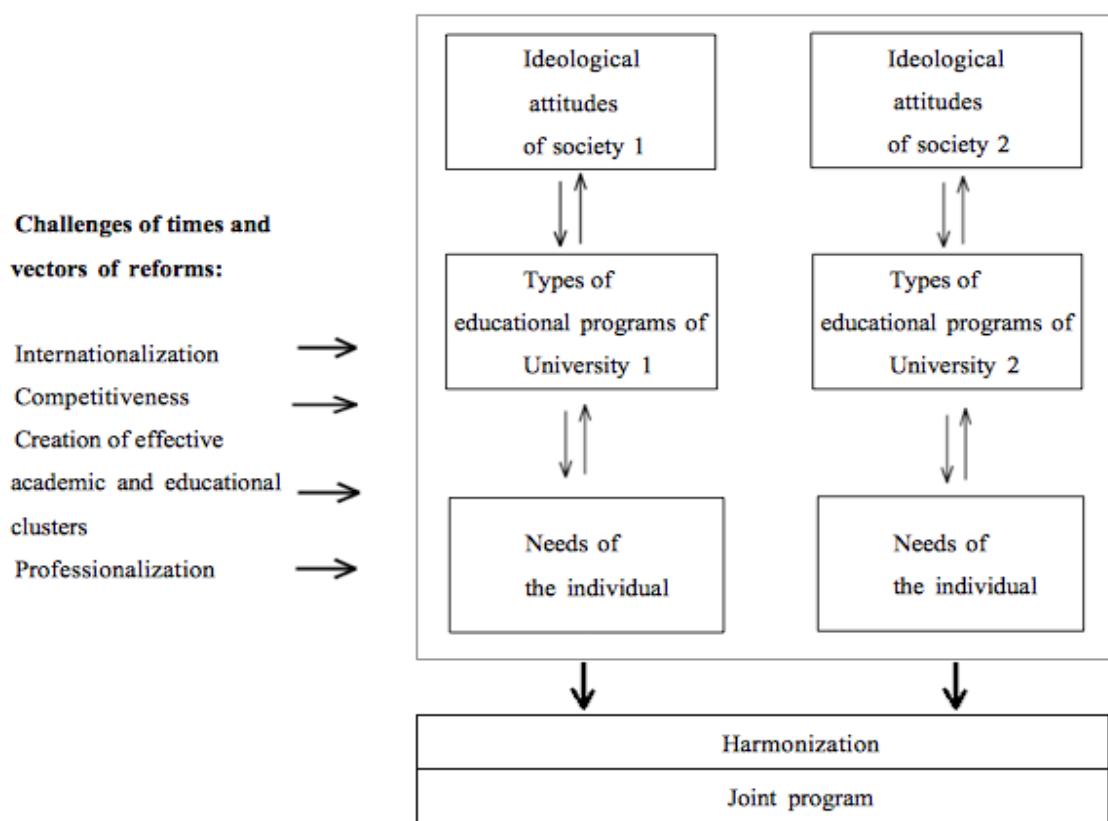 Ideological
attitudes
of society 1
Ideological
attitudes
of society 2
Challenges of times and
vectors of reforms:
Internationalization
Competitiveness
Creation of effective
academic and educational
clusters
Professionalization
Types of
educational programs of
University 1
Types of
educational programs of
University 2
Needs of
the individual
Needs of
the individual
Harmonization
Joint program